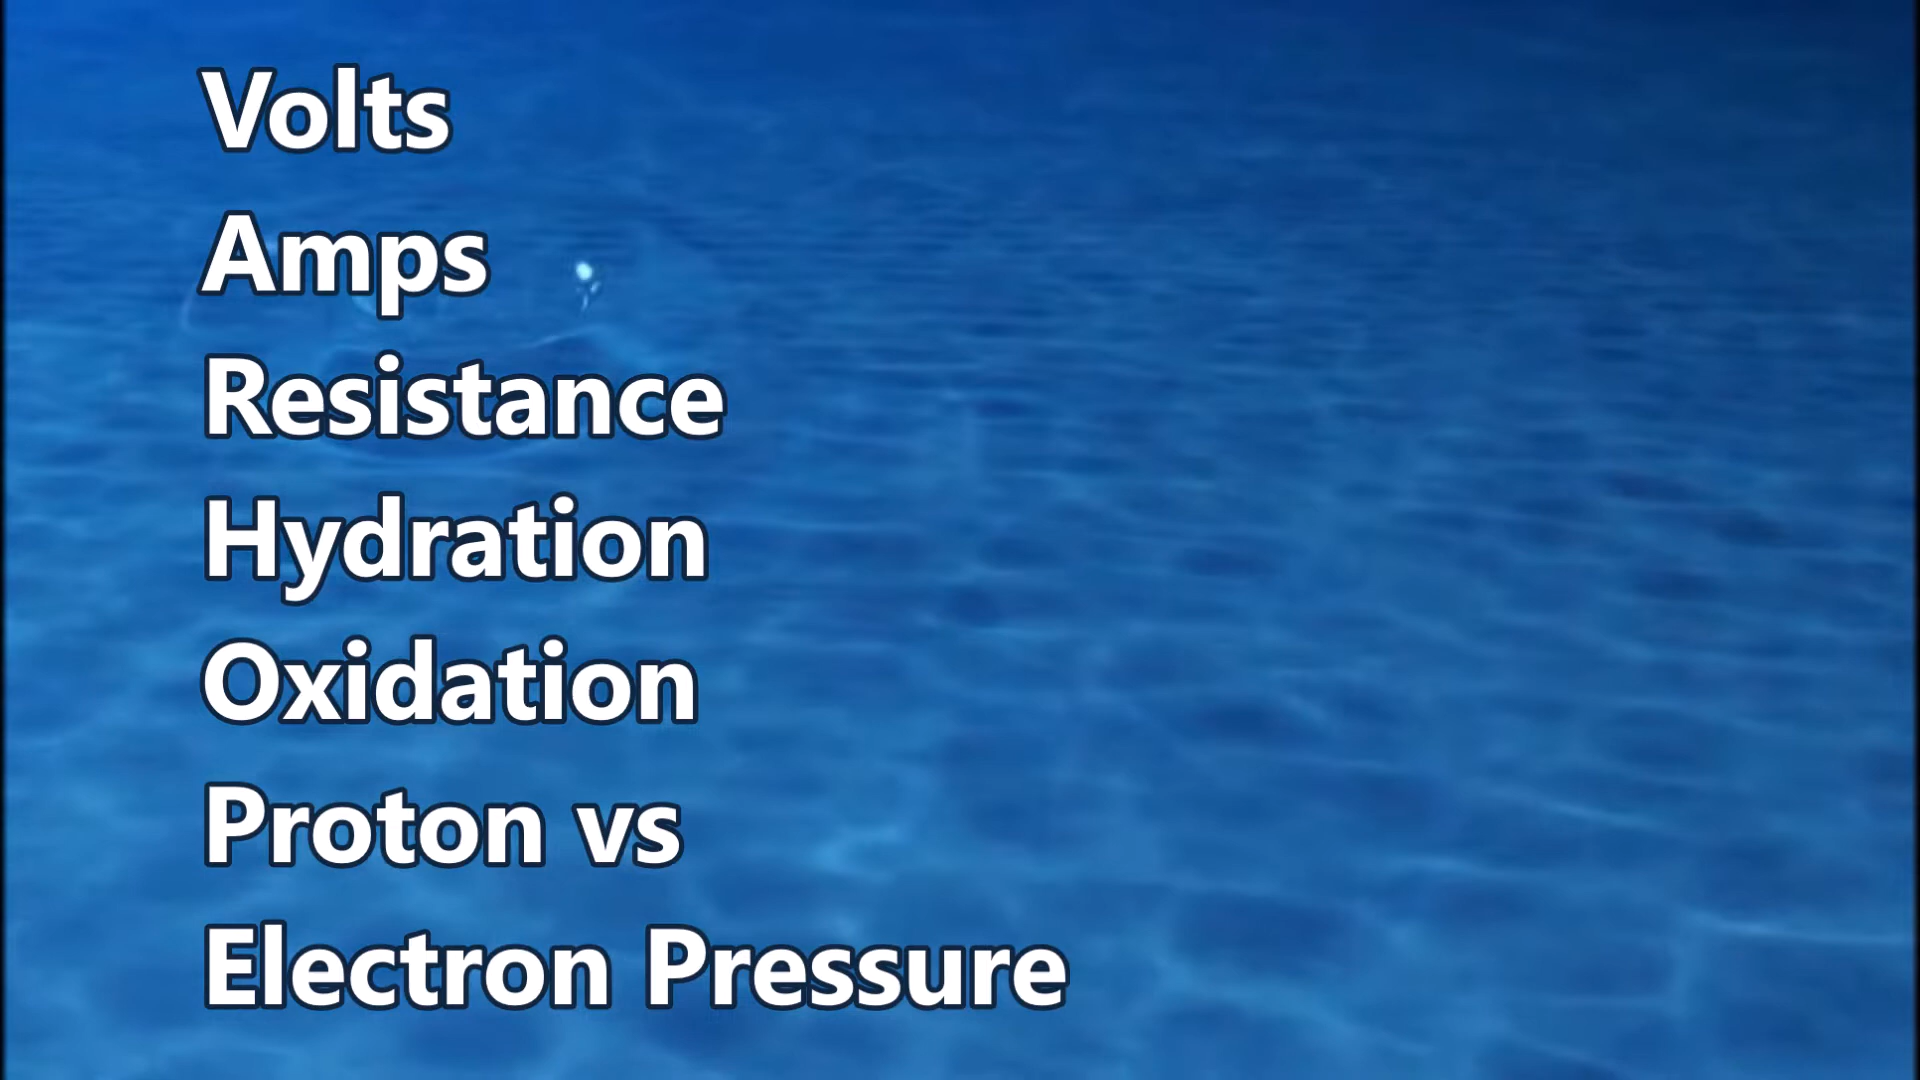 Volts
Amps
Resistance
Hydration
Oxidation
Proton vs
Electron Pressure